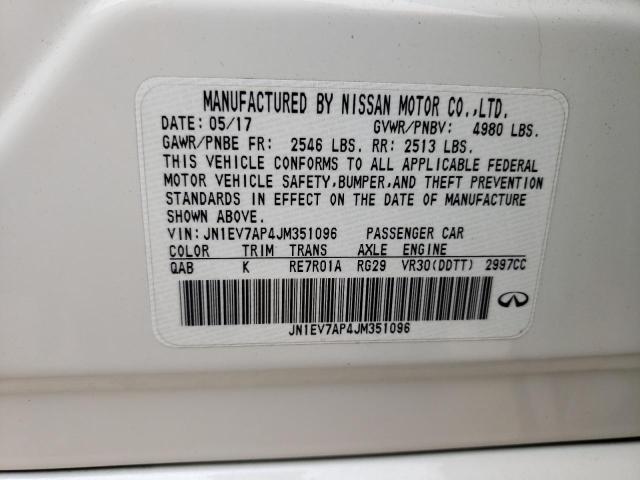 MANUFACTURED BY NISSAN MOTOR CO.,LTD.
DATE: 05/17 GVWR/PNBV: 4980 LBS.
GAWR/PNBE FR: 2546 LBS. RR: 2513 LBS.
THIS VEHICLE CONFORMS TO ALL APPLICABLE FEDERAL
MOTOR VEHICLE SAFETY,BUMPER,AND THEFT PREVENTION
STANDARDS IN EFFECT ON THE DATE OF MANUFACTURE
SHOWN ABOVE.
VIN: JN1EV7AP4JM351096 PASSENGER CAR
COLOR TRIM TRANS AXLE ENGINE
QAB K RE7R01A RG29 VR30(DDTT) 2997CC
JN1EV7AP4JM351096